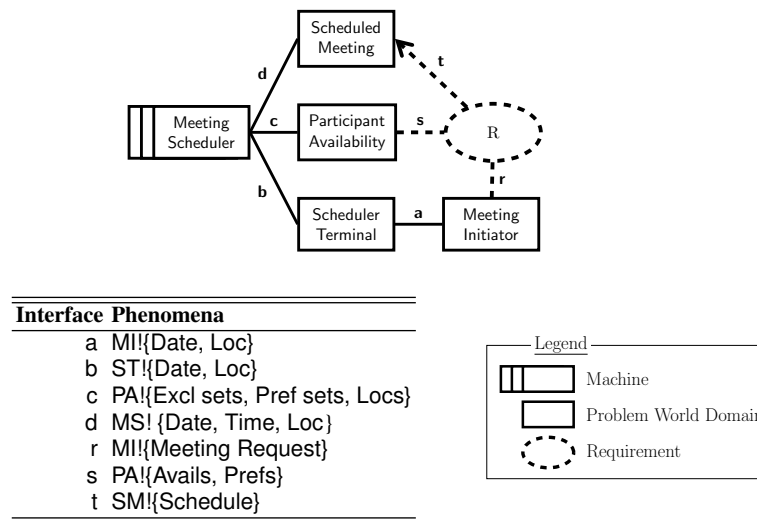 Scheduled
Meeting
t
d
Meeting
Scheduler
c
Participant
Availability
s
R
b
r
Scheduler
Terminal
a
Meeting
Initiator
Interface Phenomena
a MI!{Date, Loc}
b ST!{Date, Loc}
c PA!{Excl sets, Pref sets, Locs}
d MS! {Date, Time, Loc}
r MI!{Meeting Request}
s PA!{Avails, Prefs}
t SM!{Schedule}
Legend
Machine
Problem World Domain
Requirement